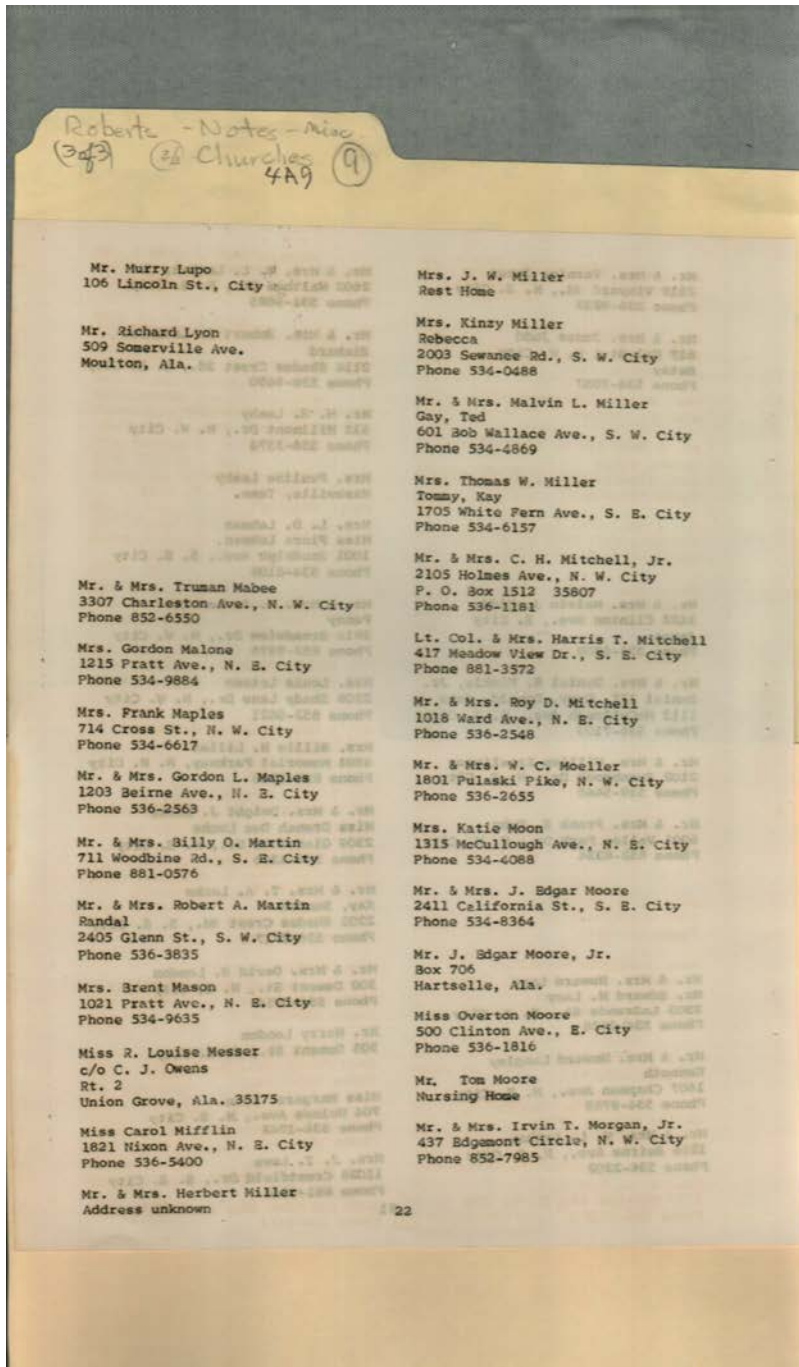 Roberts - Notes - Misc
(3 of 3) Churches 9
4A9
Mr. Murry Lupo
106 Lincoln St., City
Mr. Richard Lyon
509 Somerville Ave.
Moulton, Ala.
Mr. & Mrs. Truman Mabee
3307 Charleston Ave., N. W. City
Phone 852-6550
Mrs. Gordon Malone
1215 Pratt Ave., N. E. City
Phone 534-9884
Mrs. Frank Maples
714 Cross St., N. W. City
Phone 534-6617
Mr. & Mrs. Gordon L. Maples
1203 Beirne Ave., N. E. City
Phone 536-2563
Mr. & Mrs. Billy O. Martin
711 Woodbine Rd., S. E. City
Phone 881-0576
Mr. & Mrs. Robert A. Martin
Randal
2405 Glenn St., S. W. City
Phone 536-3835
Mrs. Brent Mason
1021 Pratt Ave., N. E. City
Phone 534-9635
Miss R. Louise Messer
c/o C. J. Owens
Rt. 2
Union Grove, Ala. 35175
Miss Carol Mifflin
1821 Nixon Ave., N. E. City
Phone 536-5400
Mr. & Mrs. Herbert Miller
Address unknown
Mrs. J. W. Miller
Rest Home
Mrs. Kinzy Miller
Rebecca
2003 Sewanee Rd., S. W. City
Phone 534-0488
Mr. & Mrs. Malvin L. Miller
Gay, Ted
601 Bob Wallace Ave., S. W. City
Phone 534-4869
Mrs. Thomas W. Miller
Tommy, Kay
1705 White Fern Ave., S. E. City
Phone 534-6157
Mr. & Mrs. C. H. Mitchell, Jr.
2105 Holmes Ave., N. W. City
P. O. Box 1512 35807
Phone 536-1181
Lt. Col. & Mrs. Harris T. Mitchell
417 Meadow View Dr., S. E. City
Phone 881-3572
Mr. & Mrs. Roy D. Mitchell
1018 Ward Ave., N. E. City
Phone 536-2548
Mr. & Mrs. W. C. Moeller
1801 Pulaski Pike, N. W. City
Phone 536-2655
Mrs. Katie Moon
1315 McCullough Ave., N. E. City
Phone 534-4088
Mr. & Mrs. J. Edgar Moore
2411 California St., S. E. City
Phone 534-8364
Mr. J. Edgar Moore, Jr.
Box 706
Hartselle, Ala.
Miss Overton Moore
500 Clinton Ave., E. City
Phone 536-1816
Mr. Tom Moore
Nursing Home
Mr. & Mrs. Irvin T. Morgan, Jr.
437 Edgemont Circle, N. W. City
Phone 852-7985
22